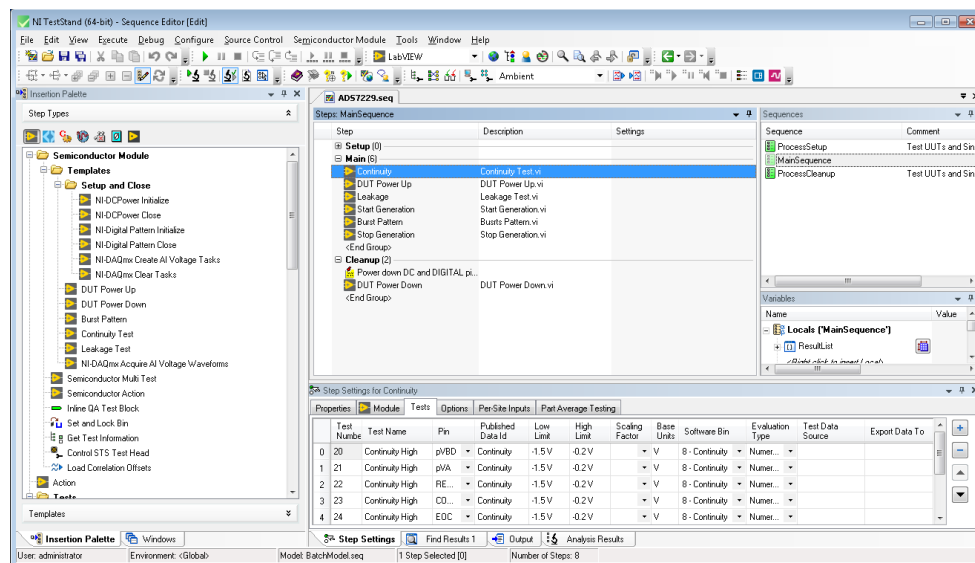 NI TestStand (64-bit) - Sequence Editor [Edit]
File Edit View Execute Debug Configure Source Control Semiconductor Module Tools Window Help
LabVIEW
Ambient
Insertion Palette
Step Types
Semiconductor Module
Templates
Setup and Close
NI-DCPower Initialize
NI-DCPower Close
NI-Digital Pattern Initialize
NI-Digital Pattern Close
NI-DAQmx Create AI Voltage Tasks
NI-DAQmx Clear Tasks
DUT Power Up
DUT Power Down
Burst Pattern
Continuity Test
Leakage Test
NI-DAQmx Acquire AI Voltage Waveforms
Semiconductor Multi Test
Semiconductor Action
Inline QA Test Block
Set and Lock Bin
Get Test Information
Control STS Test Head
Load Correlation Offsets
Action
Tests
Templates
Insertion Palette Windows
ADS7229.seq
Steps: MainSequence
Step Description Settings
Setup (0)
Main (6)
Continuity Continuity Test.vi
DUT Power Up DUT Power Up.vi
Leakage Leakage Test.vi
Start Generation Start Generation.vi
Burst Pattern Busrts Pattern.vi
Stop Generation Stop Generation.vi
<End Group>
Cleanup (2)
Power down DC and DIGITAL pi...
DUT Power Down DUT Power Down.vi
<End Group>
Sequences
Sequence Comment
ProcessSetup Test UUTs and Sin
MainSequence
ProcessCleanup Test UUTs and Sin
Variables
Name Value
Locals ('MainSequence')
ResultList
<Right click to insert Local>
Step Settings for Continuity
Properties Module Tests Options Per-Site Inputs Part Average Testing
Test Numbe Test Name Pin Published Data Id Low Limit High Limit Scaling Factor Base Units Software Bin Evaluation Type Test Data Source Export Data To
0 20 Continuity High pVBD Continuity -1.5 V -0.2 V V 8 - Continuity Numer...
1 21 Continuity High pVA Continuity -1.5 V -0.2 V V 8 - Continuity Numer...
2 22 Continuity High RE... Continuity -1.5 V -0.2 V V 8 - Continuity Numer...
3 23 Continuity High CO... Continuity -1.5 V -0.2 V V 8 - Continuity Numer...
4 24 Continuity High EOC Continuity -1.5 V -0.2 V V 8 - Continuity Numer...
Step Settings Find Results 1 Output Analysis Results
User: administrator Environment: <Global> Model: BatchModel.seq 1 Step Selected [0] Number of Steps: 8